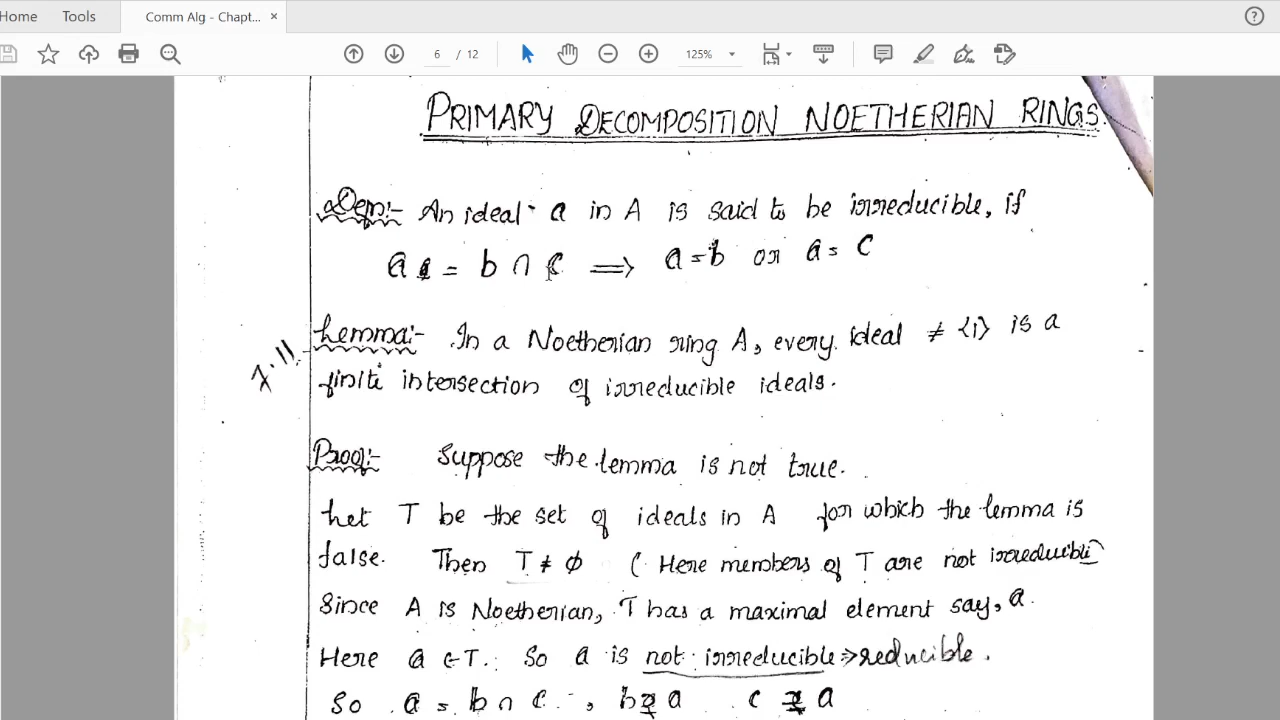 Home Tools Comm Alg - Chapt... ×
6 / 12 125%
PRIMARY DECOMPOSITION NOETHERIAN RINGS.
Defn:- An ideal a in A is said to be irreducible, if
a = b ∩ c ⟹ a = b or a = c
7.11
Lemma:- In a Noetherian ring A, every ideal ≠ <1> is a
finite intersection of irreducible ideals.
Proof:- Suppose the lemma is not true.
Let T be the set of ideals in A for which the lemma is
false. Then T ≠ ϕ ( Here members of T are not irreducible)
Since A is Noetherian, T has a maximal element say, a.
Here a ∈ T. So a is not irreducible ⇒ reducible.
So a = b ∩ c , b ⊋ a c ⊋ a